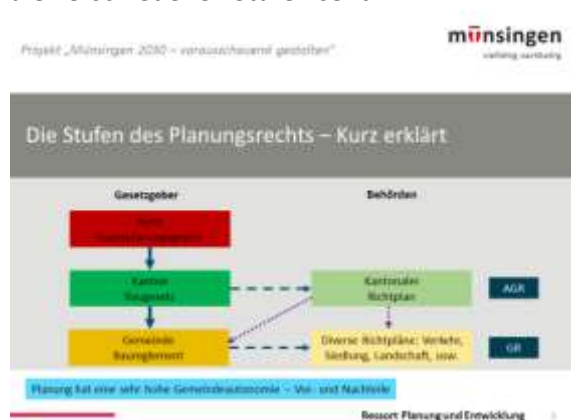 Projekt „Münsingen 2030 – vorausschauend gestalten"
münsingen
vielfältig, nachhaltig
Die Stufen des Planungsrechts – Kurz erklärt
Gesetzgeber
Behörden
Kanton
Baugesetz
Kantonaler
Richtplan
AGR
Gemeinde
Baureglement
Diverse Richtpläne: Verkehr,
Siedlung, Landschaft, usw.
GR
Planung hat eine sehr hohe Gemeindeautonomie – Vor- und Nachteile
Ressort Planung und Entwicklung